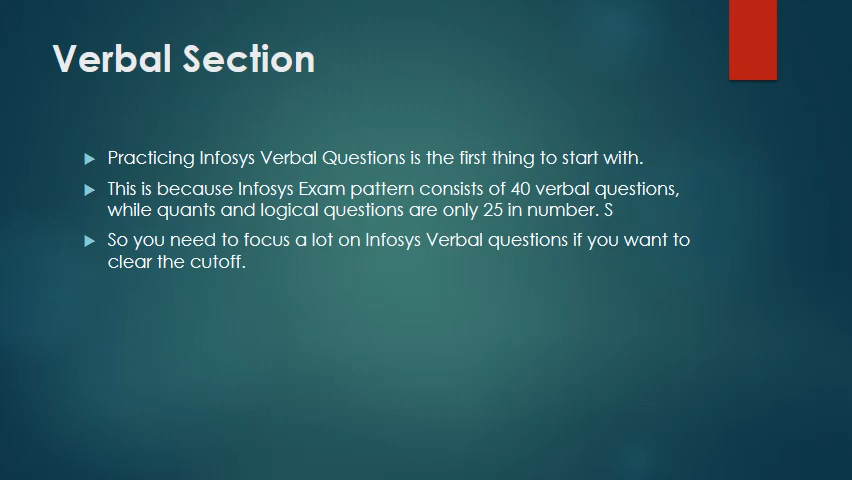 Verbal Section
Practicing Infosys Verbal Questions is the first thing to start with.
This is because Infosys Exam pattern consists of 40 verbal questions,
while quants and logical questions are only 25 in number. S
So you need to focus a lot on Infosys Verbal questions if you want to
clear the cutoff.